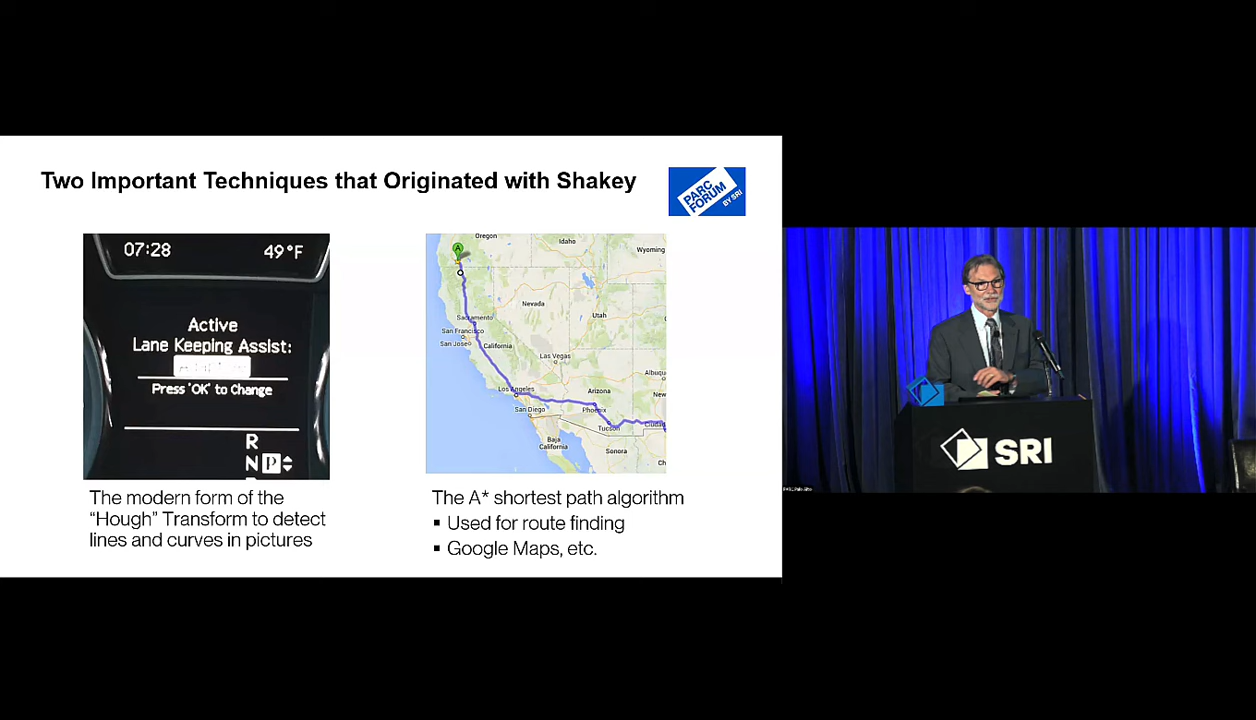 Two Important Techniques that Originated with Shakey
PARC
FORUM
BY SRI
07:28 49°F
Active
Lane Keeping Assist:
Press 'OK' to Change
R
N P
The modern form of the
“Hough” Transform to detect
lines and curves in pictures
A
Oregon
Idaho
Wyoming
Nevada
Utah
Sacramento
San Francisco
San Jose
California
Las Vegas
Los Angeles
Arizona
Albuq
New
San Diego
Phoenix
Tucson
Ciudad
Baja
California
Sonora
Ch
The A* shortest path algorithm
▪ Used for route finding
▪ Google Maps, etc.
SRI